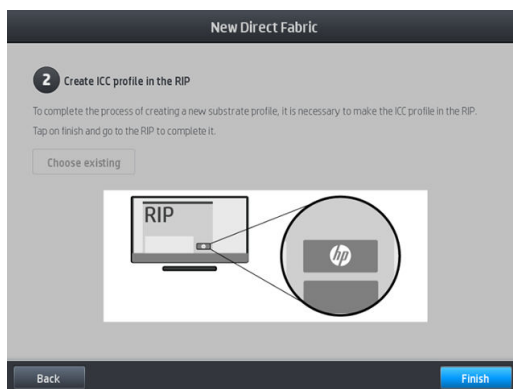 New Direct Fabric
2 Create ICC profile in the RIP
To complete the process of creating a new substrate profile, it is necessary to make the ICC profile in the RIP.
Tap on finish and go to the RIP to complete it.
Choose existing
RIP
hp
Back
Finish